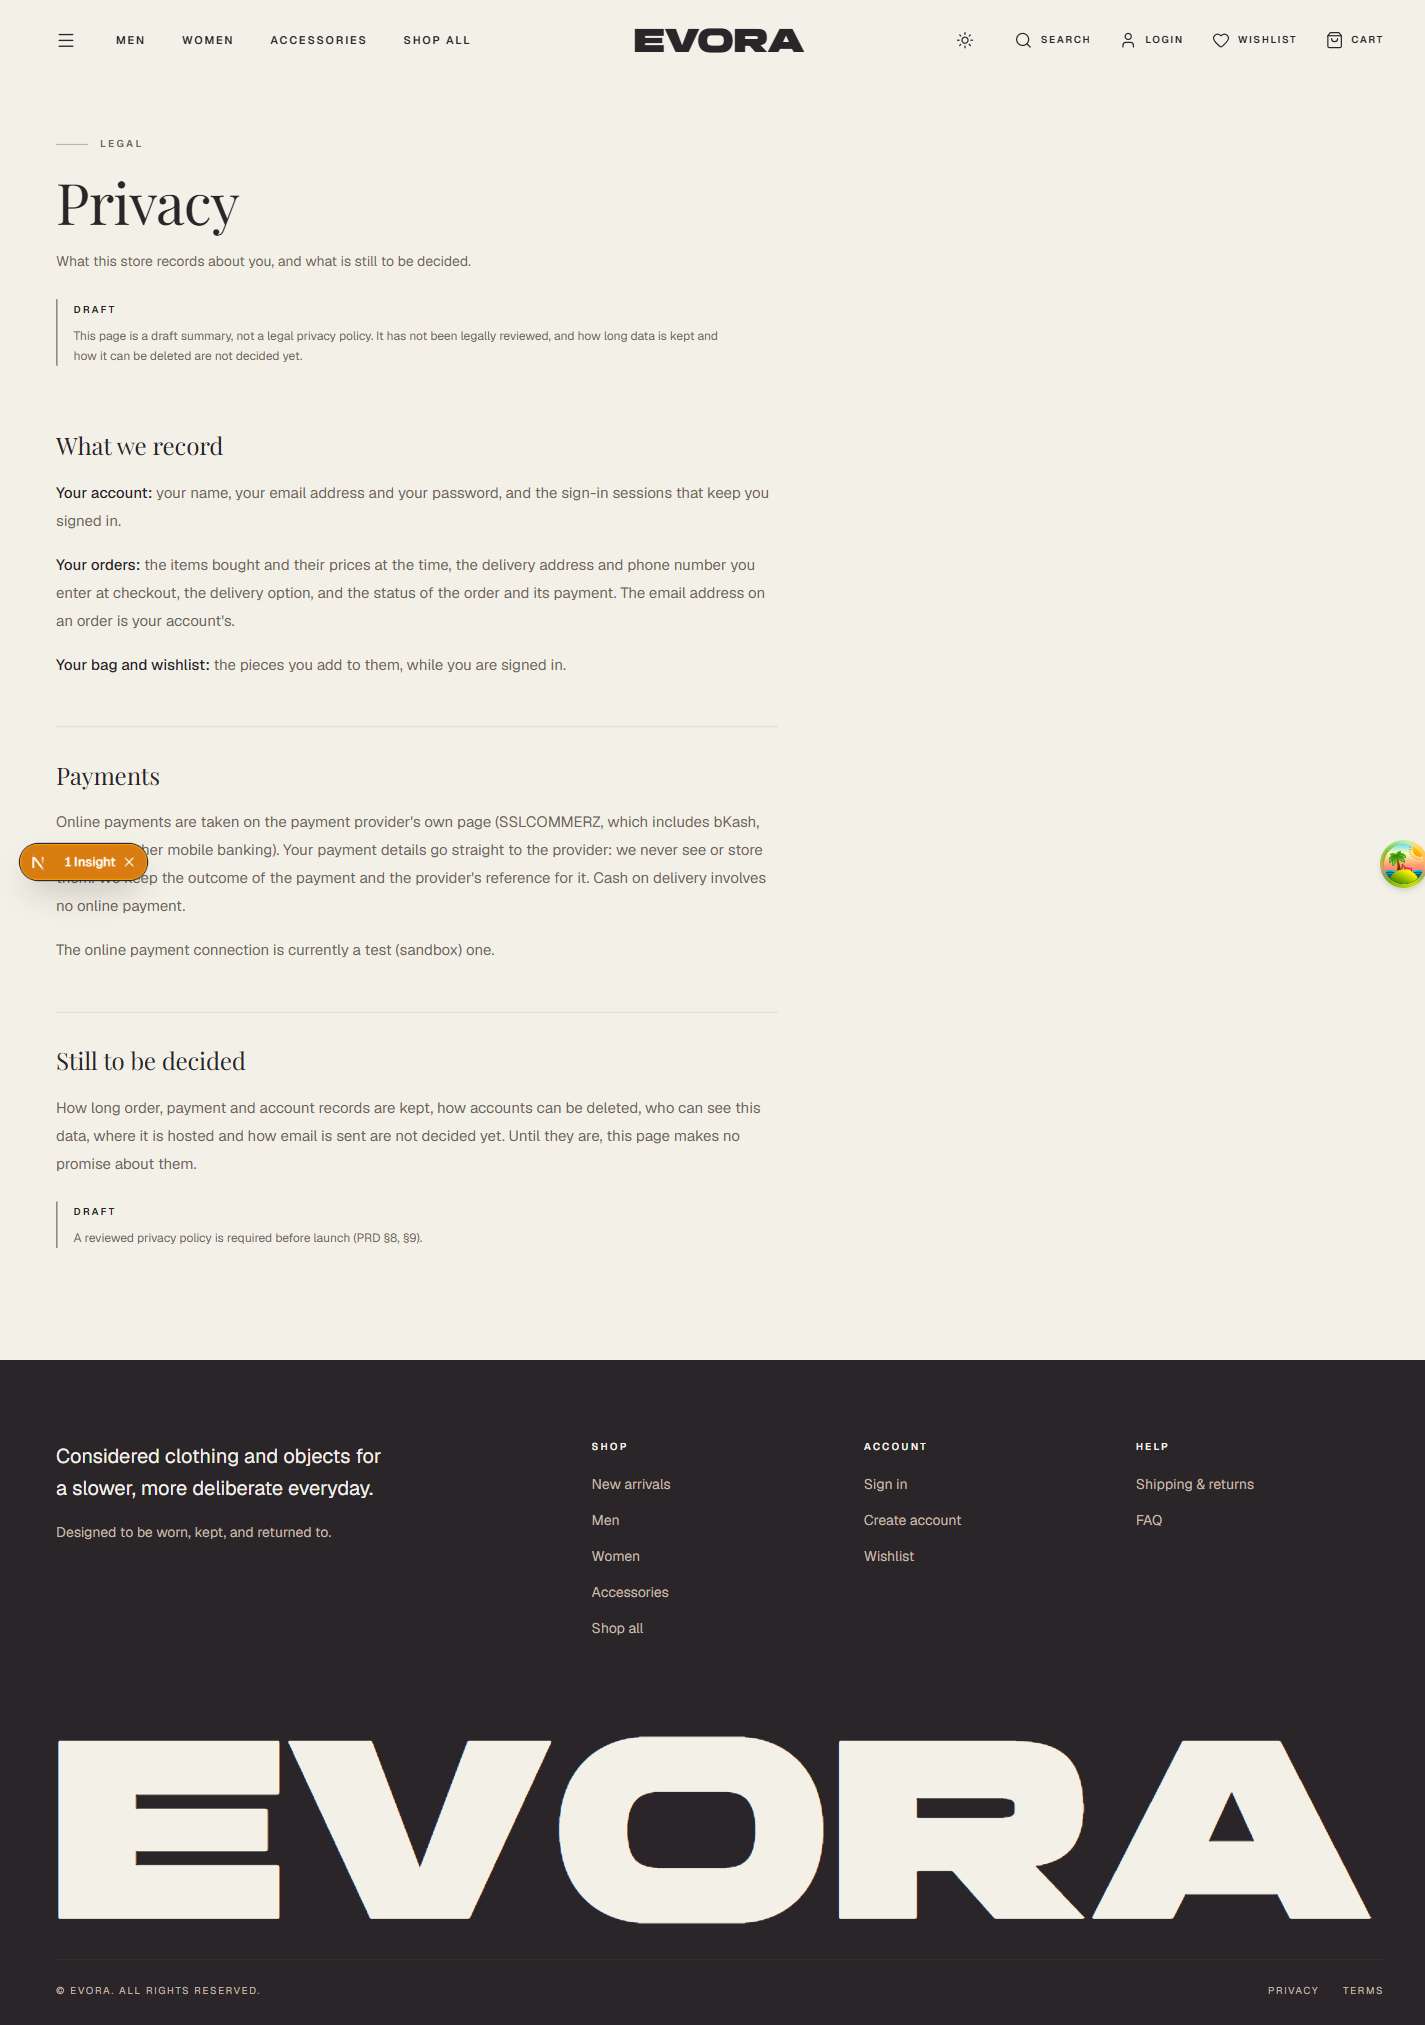 MEN WOMEN ACCESSORIES SHOP ALL EVORA SEARCH LOGIN WISHLIST CART
LEGAL
Privacy
What this store records about you, and what is still to be decided.
DRAFT
This page is a draft summary, not a legal privacy policy. It has not been legally reviewed, and how long data is kept and
how it can be deleted are not decided yet.
What we record
Your account: your name, your email address and your password, and the sign-in sessions that keep you
signed in.
Your orders: the items bought and their prices at the time, the delivery address and phone number you
enter at checkout, the delivery option, and the status of the order and its payment. The email address on
an order is your account's.
Your bag and wishlist: the pieces you add to them, while you are signed in.
Payments
Online payments are taken on the payment provider's own page (SSLCOMMERZ, which includes bKash,
mobile banking). Your payment details go straight to the provider: we never see or store
1 Insight
the outcome of the payment and the provider's reference for it. Cash on delivery involves
no online payment.
The online payment connection is currently a test (sandbox) one.
Still to be decided
How long order, payment and account records are kept, how accounts can be deleted, who can see this
data, where it is hosted and how email is sent are not decided yet. Until they are, this page makes no
promise about them.
DRAFT
A reviewed privacy policy is required before launch (PRD §8, §9).
Considered clothing and objects for
a slower, more deliberate everyday.
Designed to be worn, kept, and returned to.
SHOP
New arrivals
Men
Women
Accessories
Shop all
ACCOUNT
Sign in
Create account
Wishlist
HELP
Shipping & returns
FAQ
EVORA
© EVORA. ALL RIGHTS RESERVED.
PRIVACY TERMS